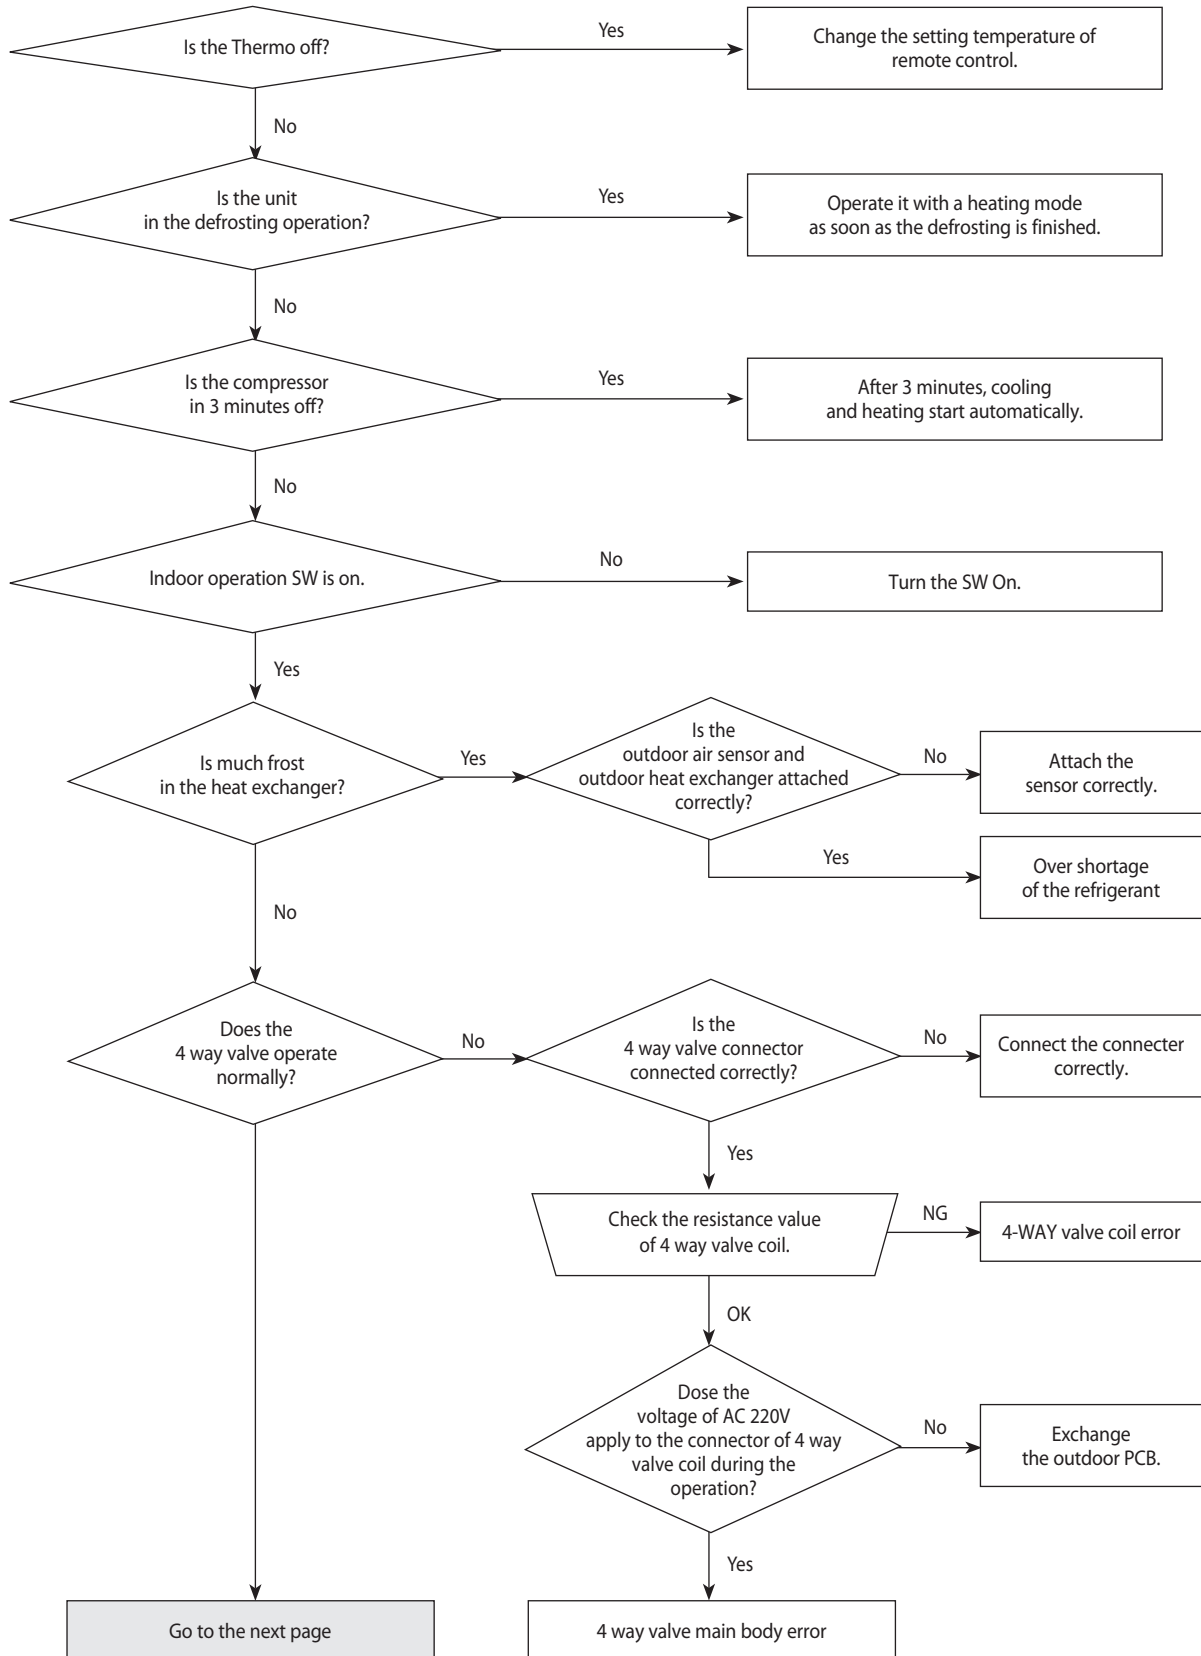 Is the Thermo off?
Yes
Change the setting temperature of
remote control.
No
Is the unit
in the defrosting operation?
Yes
Operate it with a heating mode
as soon as the defrosting is finished.
No
Is the compressor
in 3 minutes off?
Yes
After 3 minutes, cooling
and heating start automatically.
No
Indoor operation SW is on.
No
Turn the SW On.
Yes
Is much frost
in the heat exchanger?
Yes
Is the
outdoor air sensor and
outdoor heat exchanger attached
correctly?
No
Attach the
sensor correctly.
Yes
Over shortage
of the refrigerant
No
Does the
4 way valve operate
normally?
No
Is the
4 way valve connector
connected correctly?
No
Connect the connecter
correctly.
Yes
Check the resistance value
of 4 way valve coil.
NG
4-WAY valve coil error
OK
Dose the
voltage of AC 220V
apply to the connector of 4 way
valve coil during the
operation?
No
Exchange
the outdoor PCB.
Yes
Go to the next page
4 way valve main body error